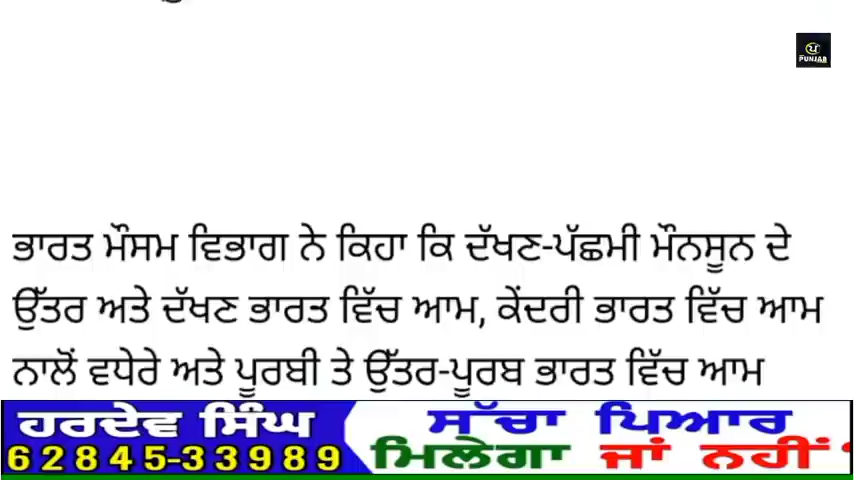 ਪੰ
PUNJAB
ਭਾਰਤ ਮੌਸਮ ਵਿਭਾਗ ਨੇ ਕਿਹਾ ਕਿ ਦੱਖਣ-ਪੱਛਮੀ ਮੌਨਸੂਨ ਦੇ
ਉੱਤਰ ਅਤੇ ਦੱਖਣ ਭਾਰਤ ਵਿੱਚ ਆਮ, ਕੇਂਦਰੀ ਭਾਰਤ ਵਿੱਚ ਆਮ
ਨਾਲੋਂ ਵਧੇਰੇ ਅਤੇ ਪੂਰਬੀ ਤੇ ਉੱਤਰ-ਪੂਰਬ ਭਾਰਤ ਵਿੱਚ ਆਮ
ਹਰਦੇਵ ਸਿੰਘ
62845-33989
ਸੱਚਾ ਪਿਆਰ
ਮਿਲੇਗਾ ਜਾਂ ਨਹੀਂ